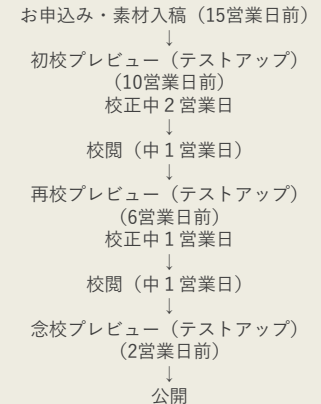 お申込み・素材入稿（15営業日前）
↓
初校プレビュー（テストアップ）
（10営業日前）
校正中２営業日
↓
校閲（中１営業日）
↓
再校プレビュー（テストアップ）
（6営業日前）
校正中１営業日
↓
校閲（中１営業日）
↓
念校プレビュー（テストアップ）
（2営業日前）
↓
公開